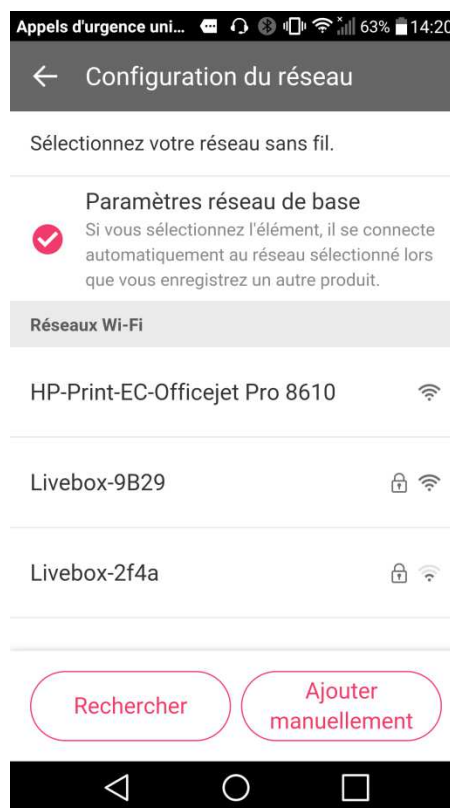 Appels d'urgence uni... 63% 14:20
Configuration du réseau
Sélectionnez votre réseau sans fil.
Paramètres réseau de base
Si vous sélectionnez l'élément, il se connecte
automatiquement au réseau sélectionné lors
que vous enregistrez un autre produit.
Réseaux Wi-Fi
HP-Print-EC-Officejet Pro 8610
Livebox-9B29
Livebox-2f4a
Rechercher
Ajouter
manuellement